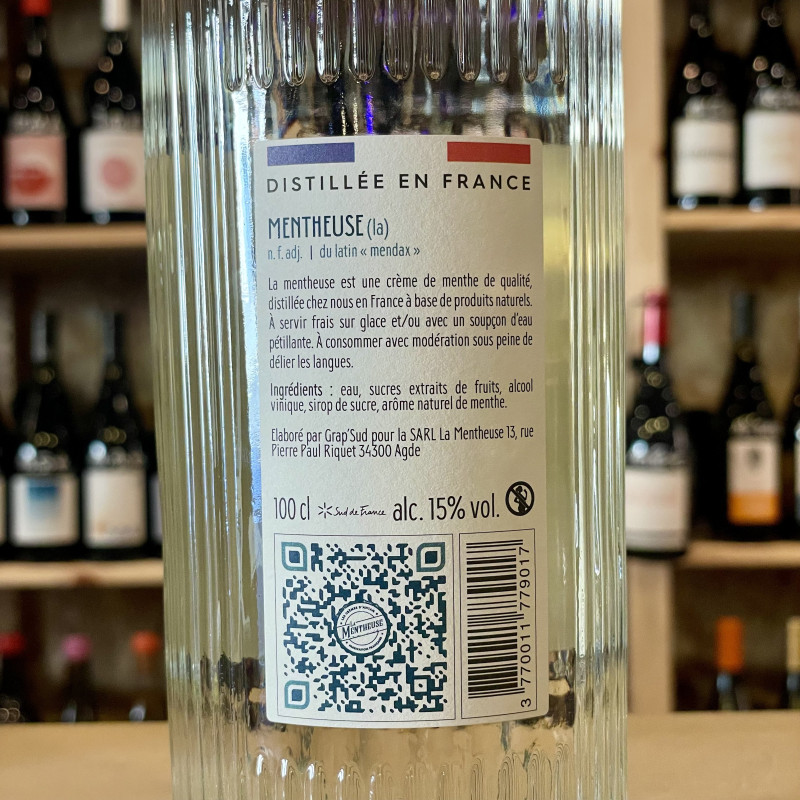 DISTILLÉE EN FRANCE
MENTHEUSE (la)
n. f. adj. | du latin « mendax »
La mentheuse est une crème de menthe de qualité,
distillée chez nous en France à base de produits naturels.
À servir frais sur glace et/ou avec un soupçon d'eau
pétillante. À consommer avec modération sous peine de
délier les langues.
Ingrédients : eau, sucres extraits de fruits, alcool
vinique, sirop de sucre, arôme naturel de menthe.
Elaboré par Grap'Sud pour la SARL La Mentheuse 13, rue
Pierre Paul Riquet 34300 Agde
100 cl Sud de France alc. 15% vol.
La
MENTHEUSE
3 770011 779017